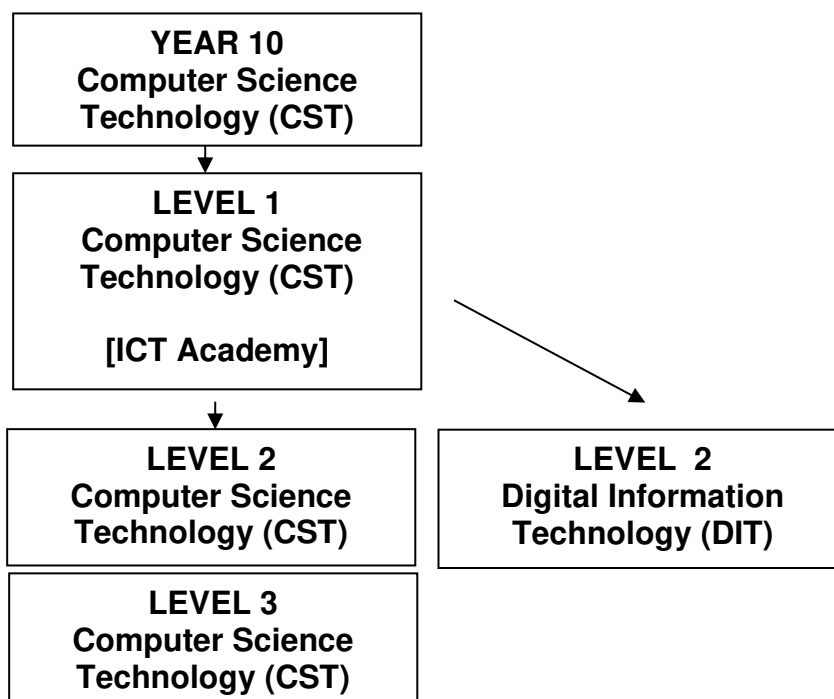 YEAR 10
Computer Science
Technology (CST)
LEVEL 1
Computer Science
Technology (CST)
[ICT Academy]
LEVEL 2
Computer Science
Technology (CST)
LEVEL 2
Digital Information
Technology (DIT)
LEVEL 3
Computer Science
Technology (CST)